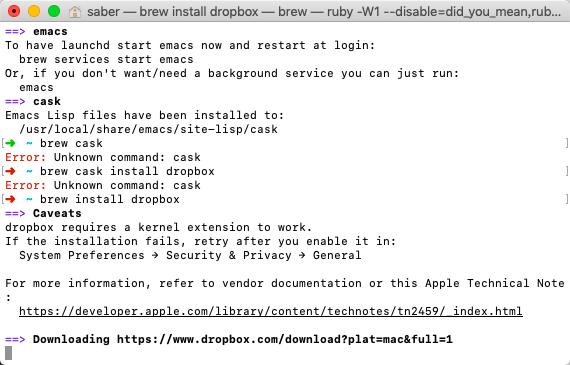 saber — brew install dropbox — brew — ruby -W1 --disable=did_you_mean,rub...
==> emacs
To have launchd start emacs now and restart at login:
  brew services start emacs
Or, if you don't want/need a background service you can just run:
  emacs
==> cask
Emacs Lisp files have been installed to:
  /usr/local/share/emacs/site-lisp/cask
[➜  ~ brew cask ]
Error: Unknown command: cask
[➜  ~ brew cask install dropbox ]
Error: Unknown command: cask
[➜  ~ brew install dropbox ]
==> Caveats
dropbox requires a kernel extension to work.
If the installation fails, retry after you enable it in:
  System Preferences → Security & Privacy → General

For more information, refer to vendor documentation or this Apple Technical Note
:
  https://developer.apple.com/library/content/technotes/tn2459/_index.html

==> Downloading https://www.dropbox.com/download?plat=mac&full=1